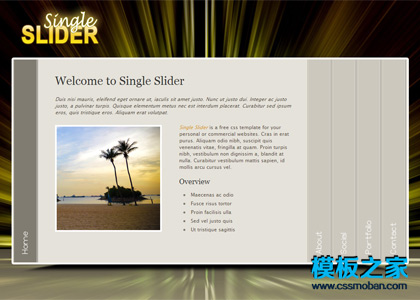 Single
SLIDER
Welcome to Single Slider
Duis nisi mauris, eleifend eget ornare ut, iaculis sit amet justo. Nunc ut justo dui. Integer ac justo
justo, a pulvinar turpis. Quisque elementum metus nec est interdum placerat. Curabitur sed ipsum
eros, quis tristique eros. Aliquam erat volutpat.
Single Slider is a free css template for your
personal or commercial websites. Cras in erat
purus. Aliquam odio nibh, suscipit quis
venenatis vitae, fringilla at quam. Proin turpis
nibh, vestibulum non dignissim a, blandit at
nulla. Curabitur vestibulum mattis sapien, id
mollis arcu cursus vel.
Overview
Maecenas ac odio
Fusce risus tortor
Proin facilisis ulla
Sed vel justo quis
Ut tristique sagittis
Home
About
Social
Portfolio
Contact
模板之家
www.cssmoban.com